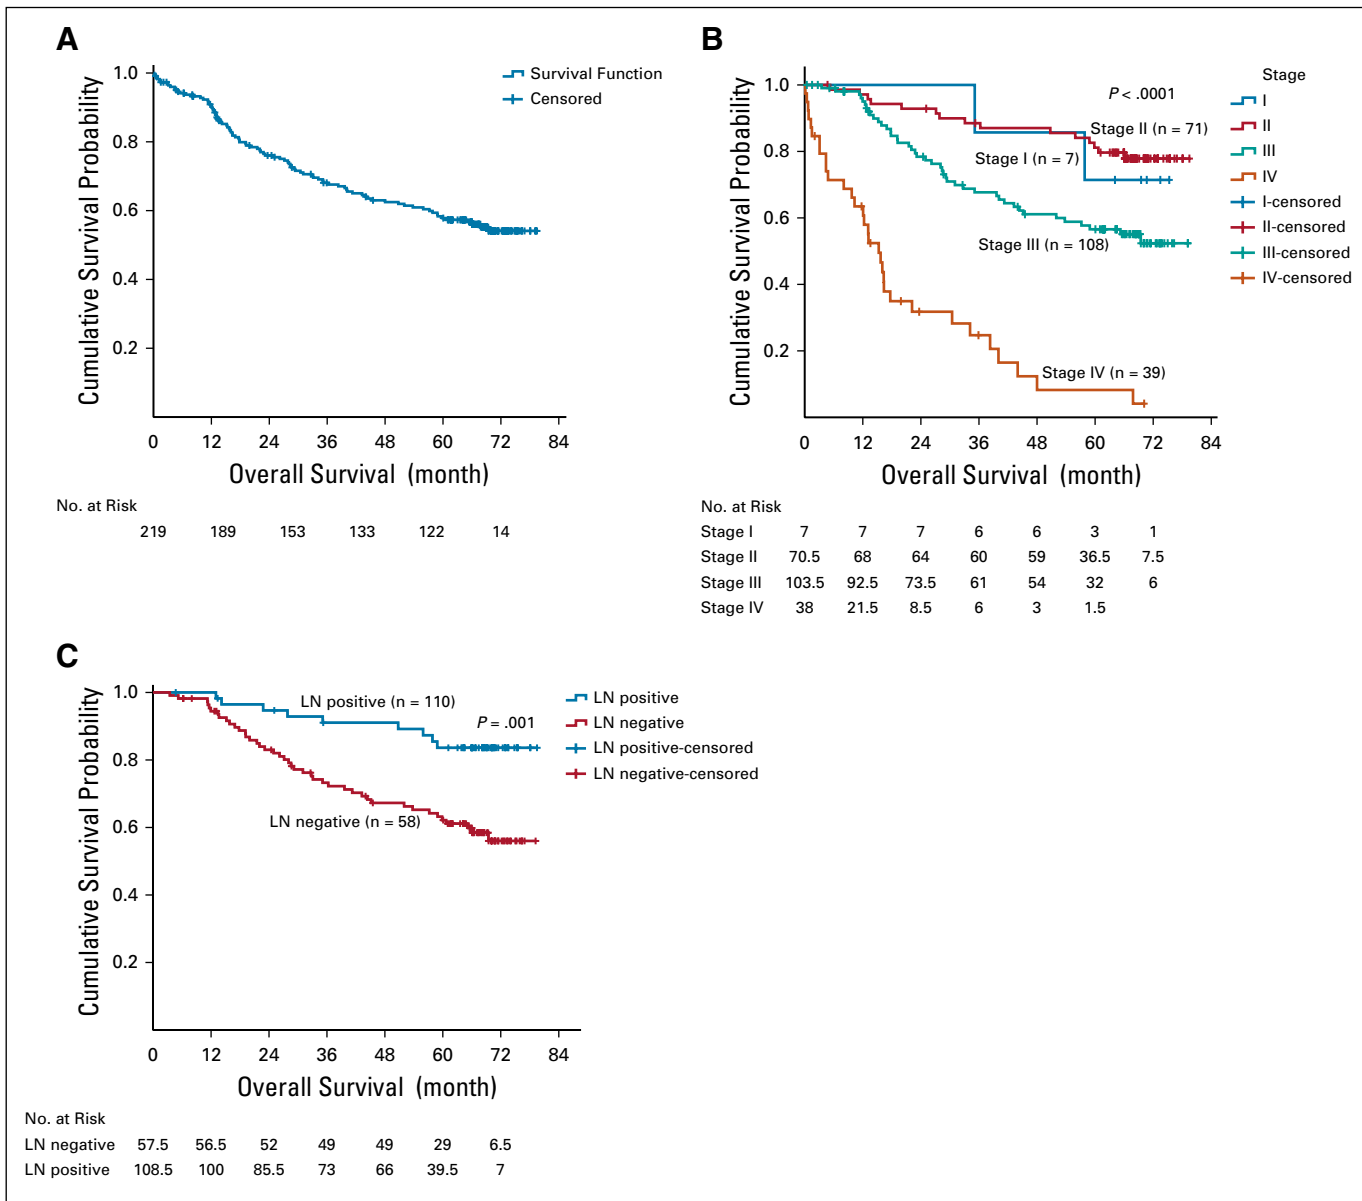 A
Cumulative Survival Probability
1.0
0.8
0.6
0.4
0.2
Survival Function
Censored
0 12 24 36 48 60 72 84
Overall Survival (month)
No. at Risk
219 189 153 133 122 14
B
Cumulative Survival Probability
1.0
0.8
0.6
0.4
0.2
P < .0001
Stage II (n = 71)
Stage I (n = 7)
Stage III (n = 108)
Stage IV (n = 39)
Stage
I
II
III
IV
I-censored
II-censored
III-censored
IV-censored
0 12 24 36 48 60 72 84
Overall Survival (month)
No. at Risk
Stage I 7 7 7 6 6 3 1
Stage II 70.5 68 64 60 59 36.5 7.5
Stage III 103.5 92.5 73.5 61 54 32 6
Stage IV 38 21.5 8.5 6 3 1.5
C
Cumulative Survival Probability
1.0
0.8
0.6
0.4
0.2
LN positive (n = 110)
P = .001
LN negative (n = 58)
LN positive
LN negative
LN positive-censored
LN negative-censored
0 12 24 36 48 60 72 84
Overall Survival (month)
No. at Risk
LN negative 57.5 56.5 52 49 49 29 6.5
LN positive 108.5 100 85.5 73 66 39.5 7